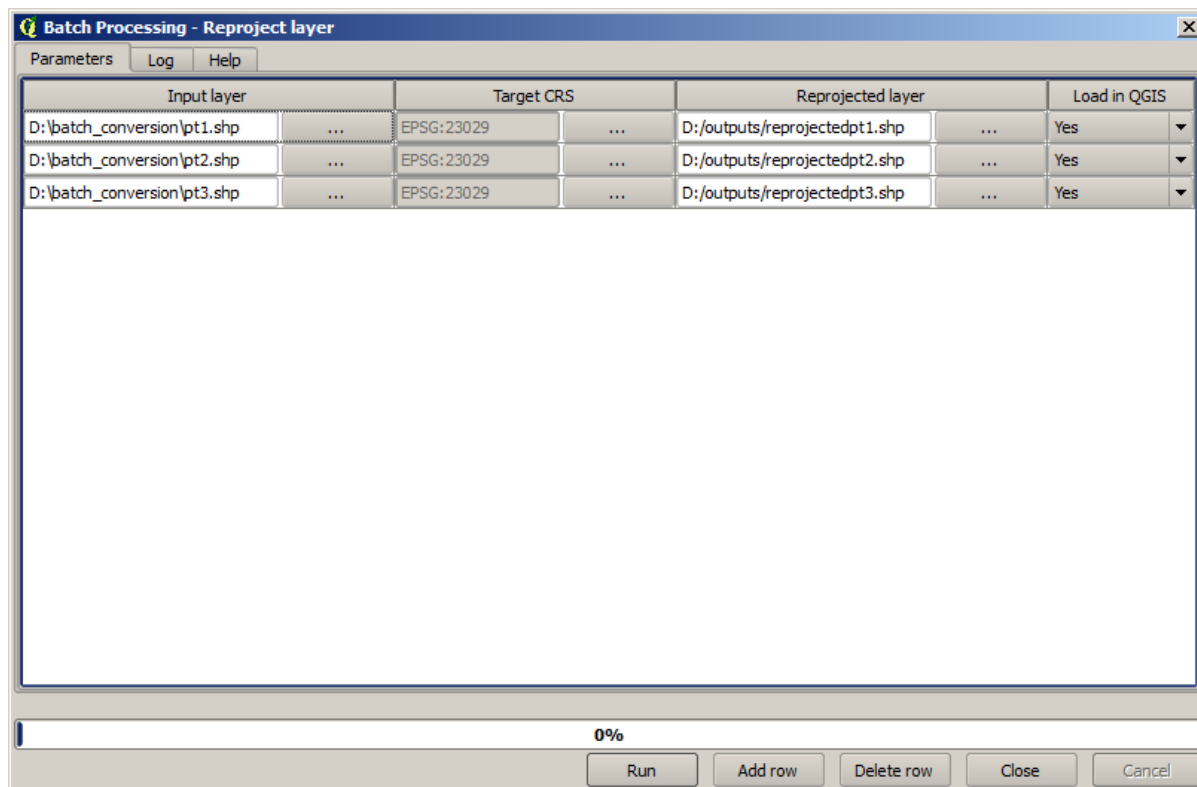 Batch Processing - Reproject layer
Parameters Log Help
Input layer Target CRS Reprojected layer Load in QGIS
D:\batch_conversion\pt1.shp ... EPSG:23029 ... D:/outputs/reprojectedpt1.shp ... Yes
D:\batch_conversion\pt2.shp ... EPSG:23029 ... D:/outputs/reprojectedpt2.shp ... Yes
D:\batch_conversion\pt3.shp ... EPSG:23029 ... D:/outputs/reprojectedpt3.shp ... Yes
0%
Run Add row Delete row Close Cancel